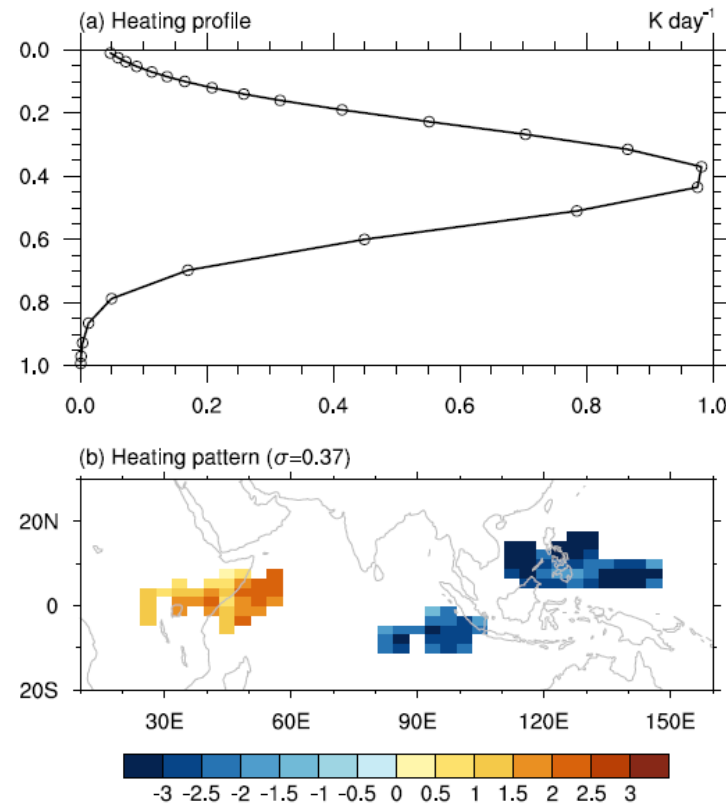 (a) Heating profile K day⁻¹
0.0
0.2
0.4
0.6
0.8
1.0
0.0 0.2 0.4 0.6 0.8 1.0
(b) Heating pattern (σ=0.37)
20N
0
20S
30E 60E 90E 120E 150E
-3 -2.5 -2 -1.5 -1 -0.5 0 0.5 1 1.5 2 2.5 3